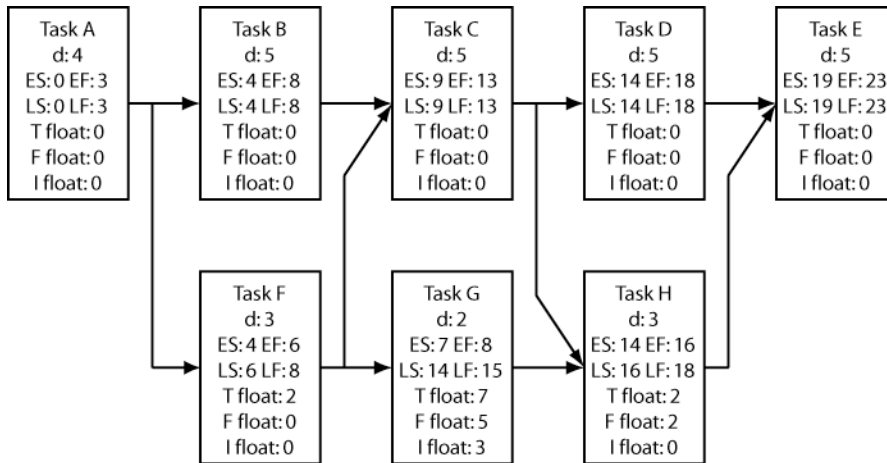 Task A
d: 4
ES: 0 EF: 3
LS: 0 LF: 3
T float: 0
F float: 0
I float: 0
Task B
d: 5
ES: 4 EF: 8
LS: 4 LF: 8
T float: 0
F float: 0
I float: 0
Task C
d: 5
ES: 9 EF: 13
LS: 9 LF: 13
T float: 0
F float: 0
I float: 0
Task D
d: 5
ES: 14 EF: 18
LS: 14 LF: 18
T float: 0
F float: 0
I float: 0
Task E
d: 5
ES: 19 EF: 23
LS: 19 LF: 23
T float: 0
F float: 0
I float: 0
Task F
d: 3
ES: 4 EF: 6
LS: 6 LF: 8
T float: 2
F float: 0
I float: 0
Task G
d: 2
ES: 7 EF: 8
LS: 14 LF: 15
T float: 7
F float: 5
I float: 3
Task H
d: 3
ES: 14 EF: 16
LS: 16 LF: 18
T float: 2
F float: 2
I float: 0